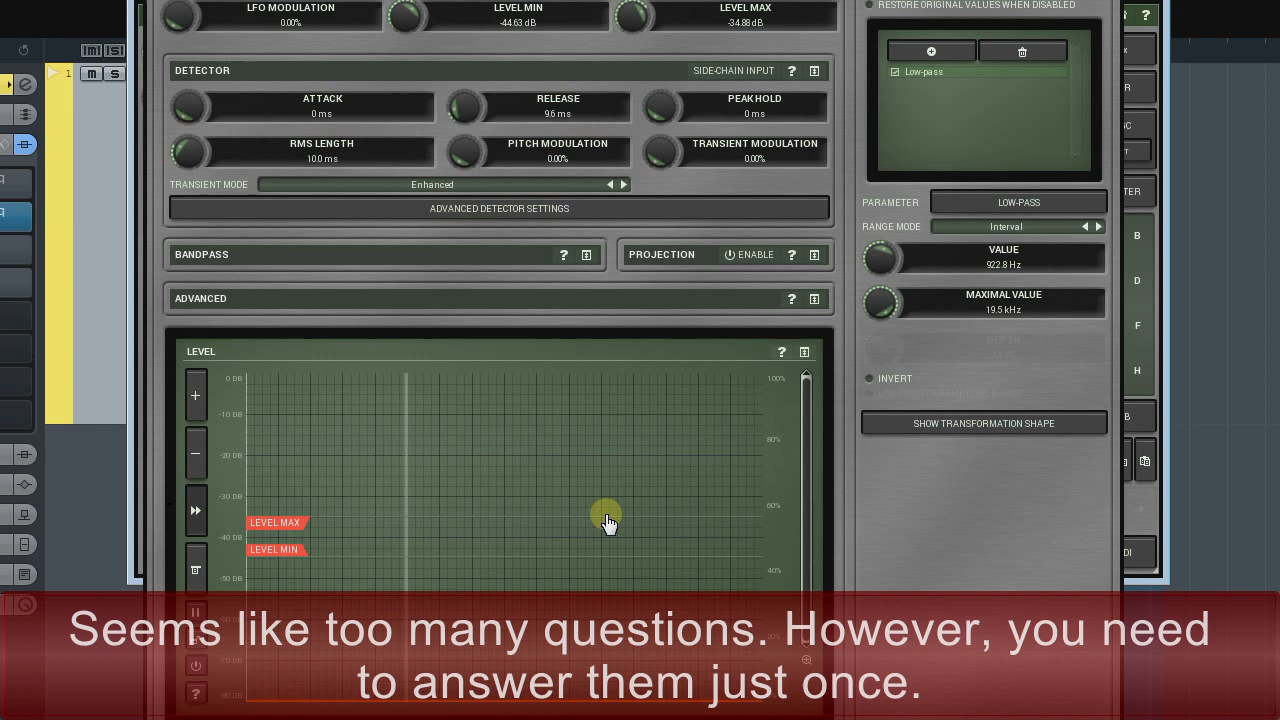 LFO MODULATION
0.00%
LEVEL MIN
-44.63 dB
LEVEL MAX
-34.88 dB
RESTORE ORIGINAL VALUES WHEN DISABLED
?
1
M S
Low-pass
DETECTOR
SIDE-CHAIN INPUT ?
ATTACK
0 ms
RELEASE
9.6 ms
PEAK HOLD
0 ms
RMS LENGTH
10.0 ms
PITCH MODULATION
0.00%
TRANSIENT MODULATION
0.00%
TRANSIENT MODE
Enhanced
ADVANCED DETECTOR SETTINGS
PARAMETER
LOW-PASS
RANGE MODE
Interval
VALUE
922.8 Hz
MAXIMAL VALUE
19.5 kHz
DEPTH
INVERT
SHOW TRANSFORMATION SHAPE
B
D
F
H
BANDPASS ?
PROJECTION ENABLE ?
ADVANCED ?
LEVEL ?
0 DB
-10 DB
-20 DB
-30 DB
-40 DB
-50 DB
100%
80%
60%
40%
LEVEL MAX
LEVEL MIN
Seems like too many questions. However, you need
to answer them just once.